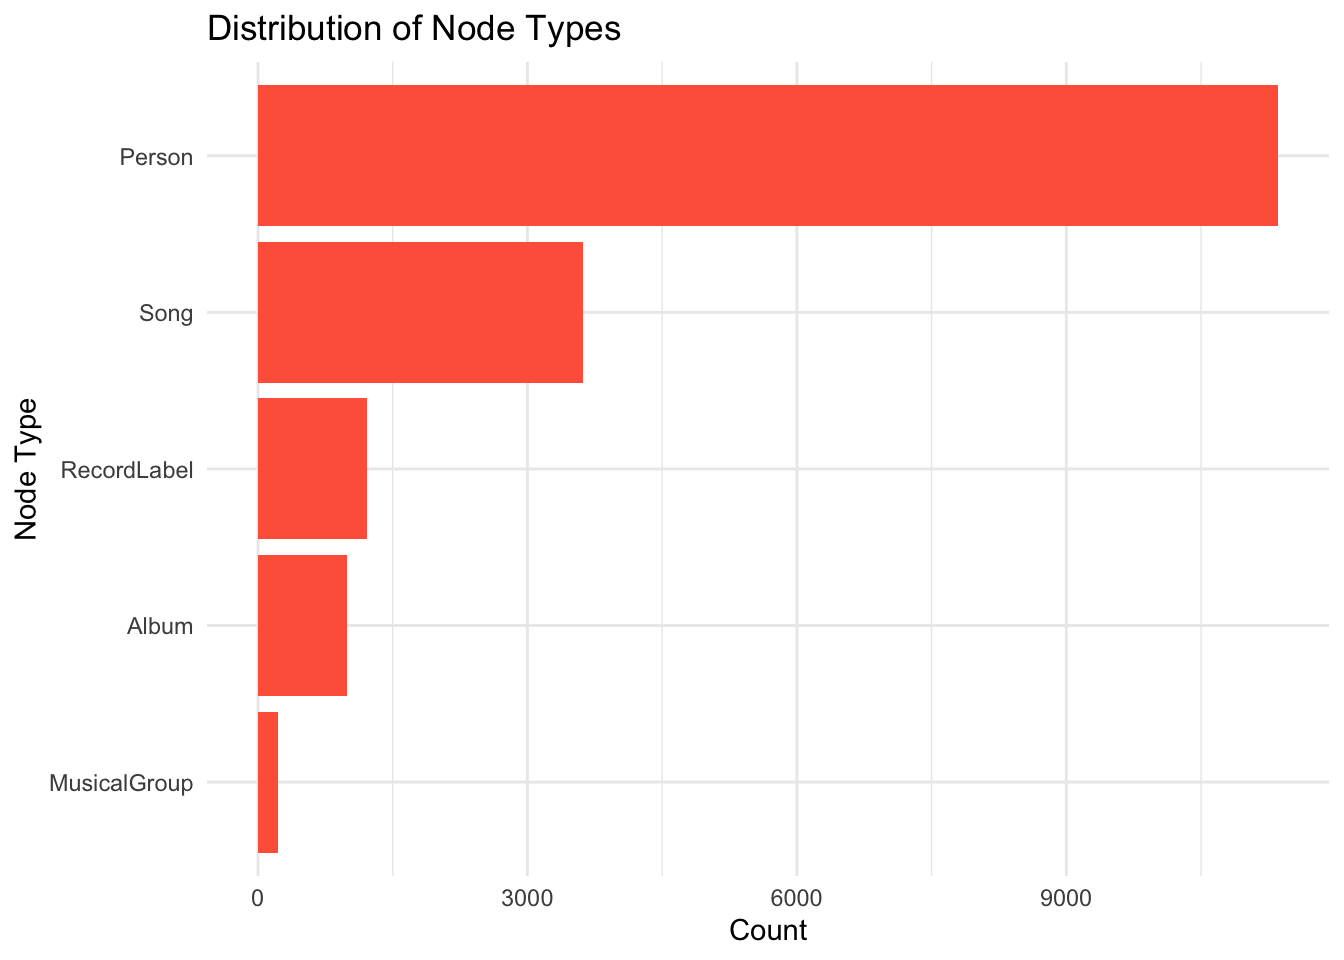 Distribution of Node Types
Person
Song
RecordLabel
Album
MusicalGroup
Node Type
0 3000 6000 9000
Count